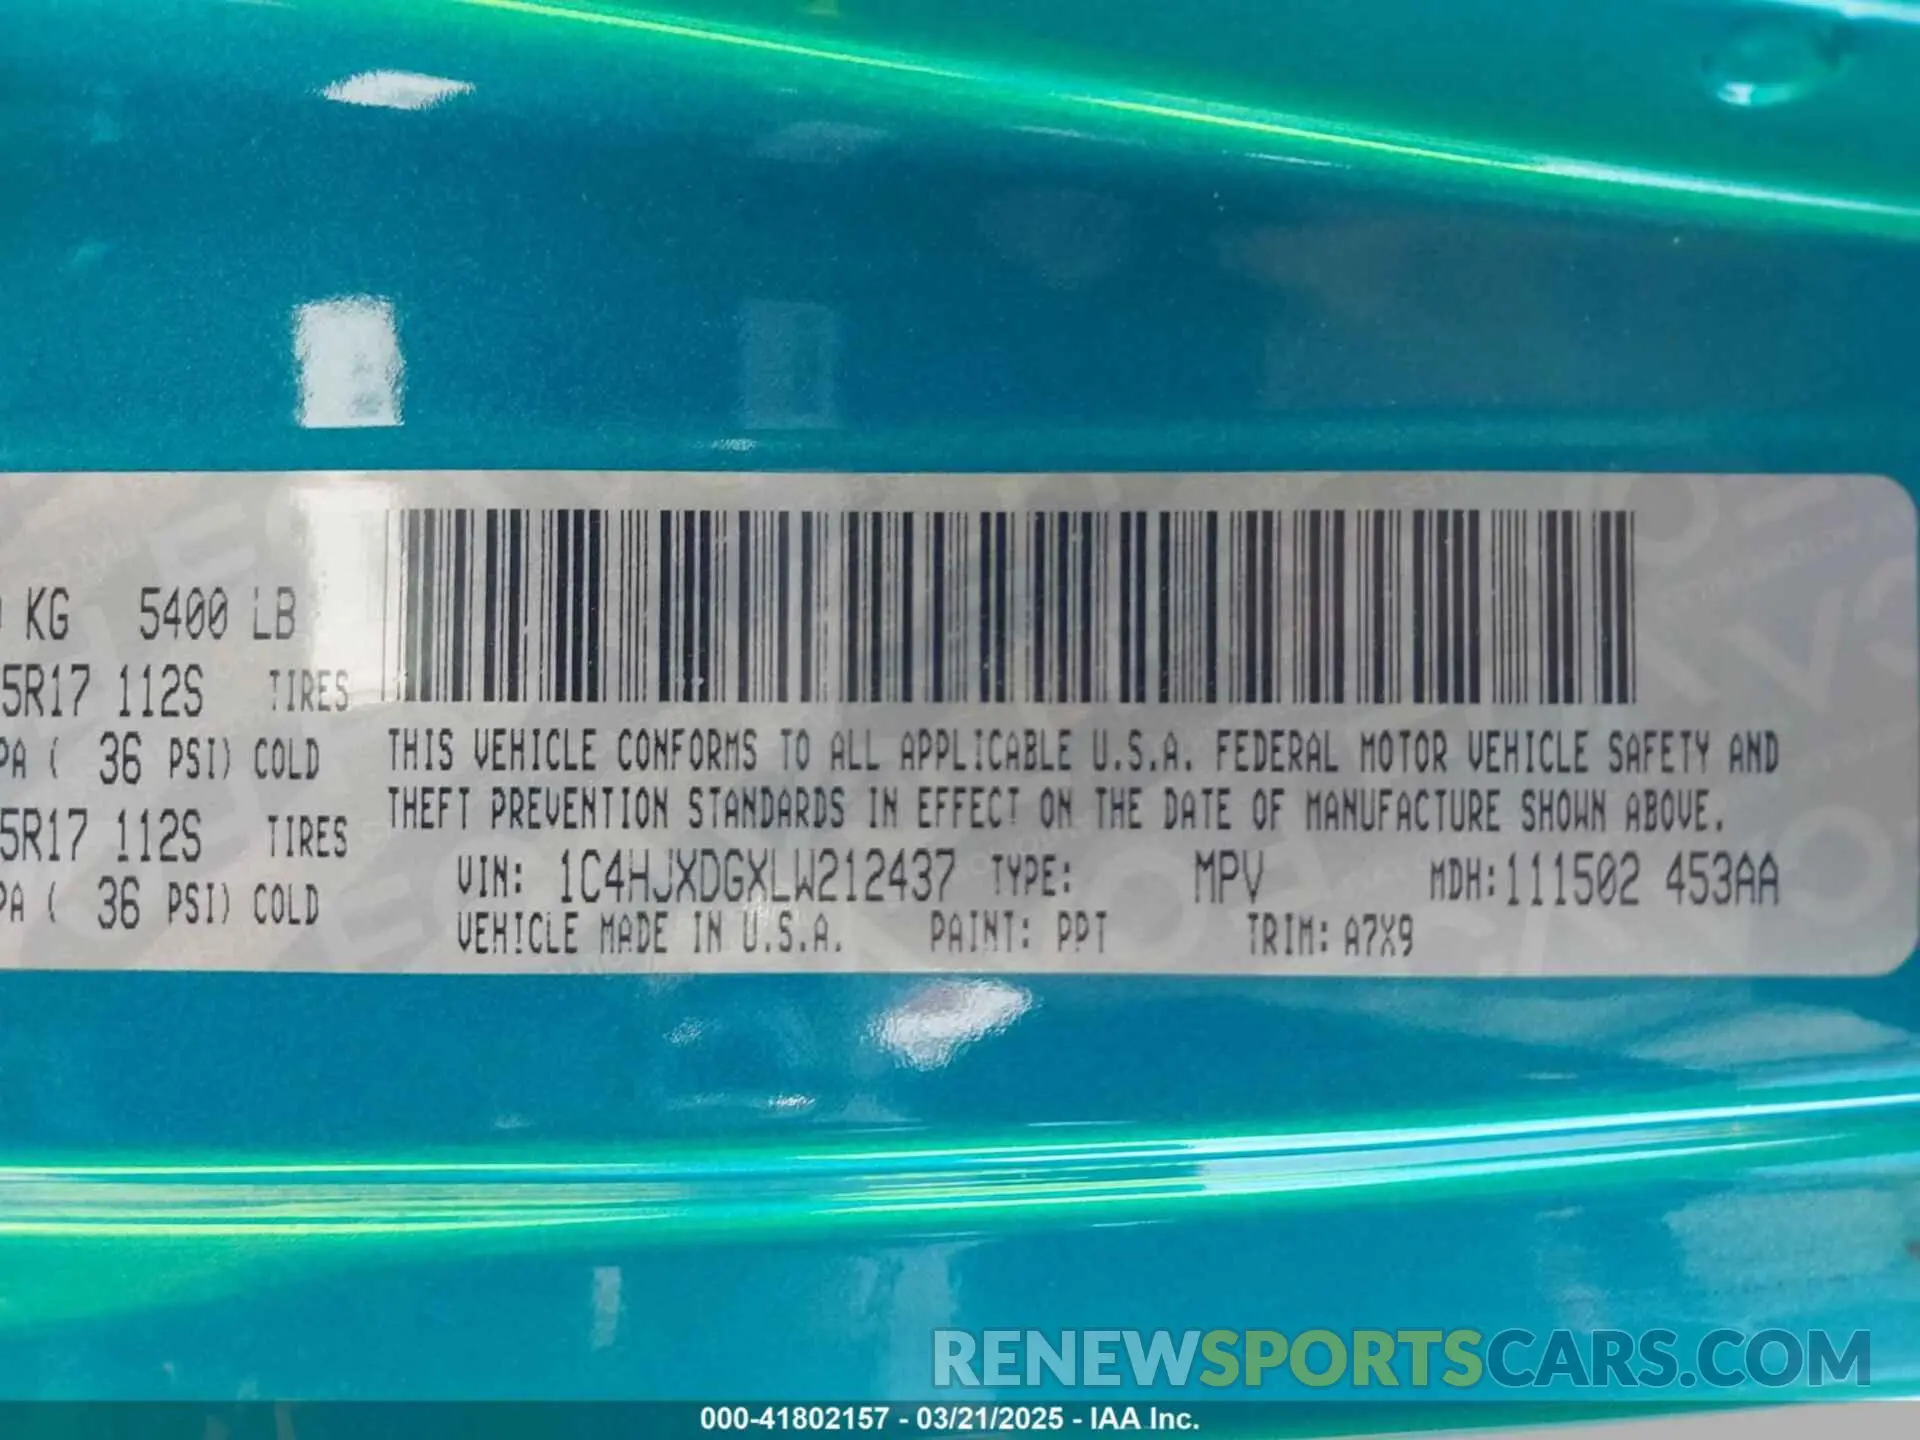 KG 5400 LB
5R17 112S TIRES
PA ( 36 PSI) COLD
5R17 112S TIRES
PA ( 36 PSI) COLD
THIS VEHICLE CONFORMS TO ALL APPLICABLE U.S.A. FEDERAL MOTOR VEHICLE SAFETY AND
THEFT PREVENTION STANDARDS IN EFFECT ON THE DATE OF MANUFACTURE SHOWN ABOVE.
VIN: 1C4HJXDGXLW212437 TYPE: MPV MDH:111502 453AA
VEHICLE MADE IN U.S.A. PAINT: PPT TRIM: A7X9
RENEWSPORTSCARS.COM
000-41802157 - 03/21/2025 - IAA Inc.